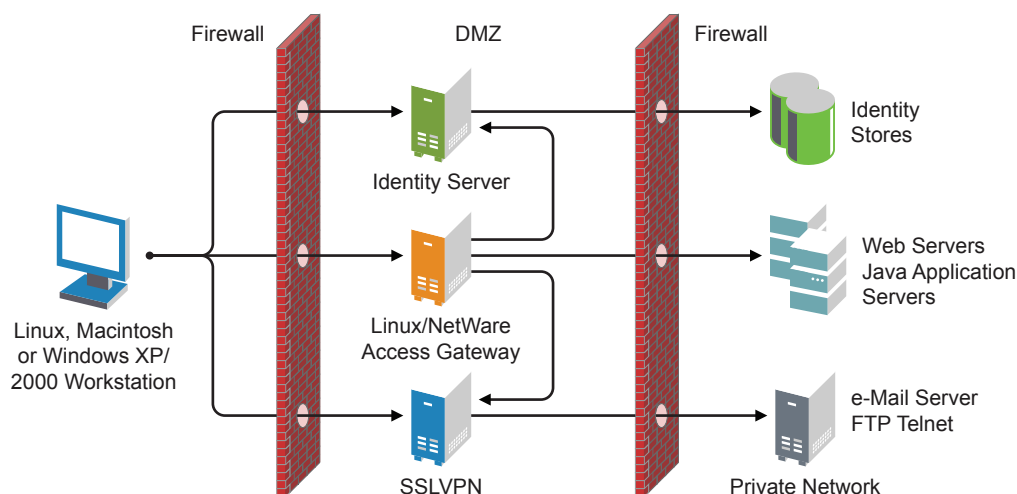 Firewall
DMZ
Firewall
Identity Server
Identity
Stores
Linux, Macintosh
or Windows XP/
2000 Workstation
Linux/NetWare
Access Gateway
Web Servers
Java Application
Servers
SSLVPN
e-Mail Server
FTP Telnet
Private Network